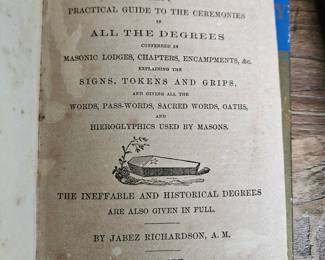 PRACTICAL GUIDE TO THE CEREMONIES
IN
ALL THE DEGREES
CONFERRED IN
MASONIC LODGES, CHAPTERS, ENCAMPMENTS, &c.
EXPLAINING THE
SIGNS, TOKENS AND GRIPS,
AND GIVING ALL THE
WORDS, PASS-WORDS, SACRED WORDS, OATHS,
AND
HIEROGLYPHICS USED BY MASONS.
THE INEFFABLE AND HISTORICAL DEGREES
ARE ALSO GIVEN IN FULL.
BY JABEZ RICHARDSON, A. M.